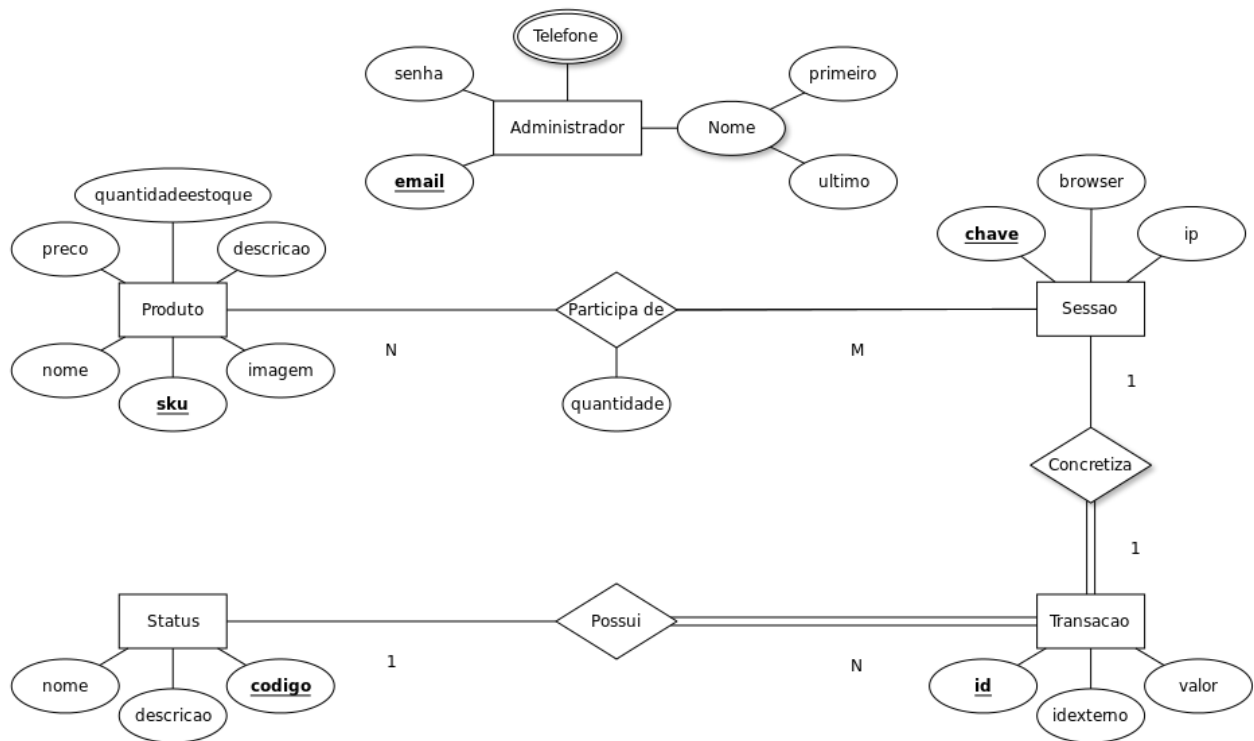 Telefone
senha
primeiro
Administrador
Nome
email
ultimo
quantidadeestoque
browser
preco
descricao
chave
ip
Produto
Participa de
Sessao
N
M
nome
imagem
sku
quantidade
1
Concretiza
1
Status
Possui
Transacao
1
N
nome
codigo
descricao
id
valor
idexterno